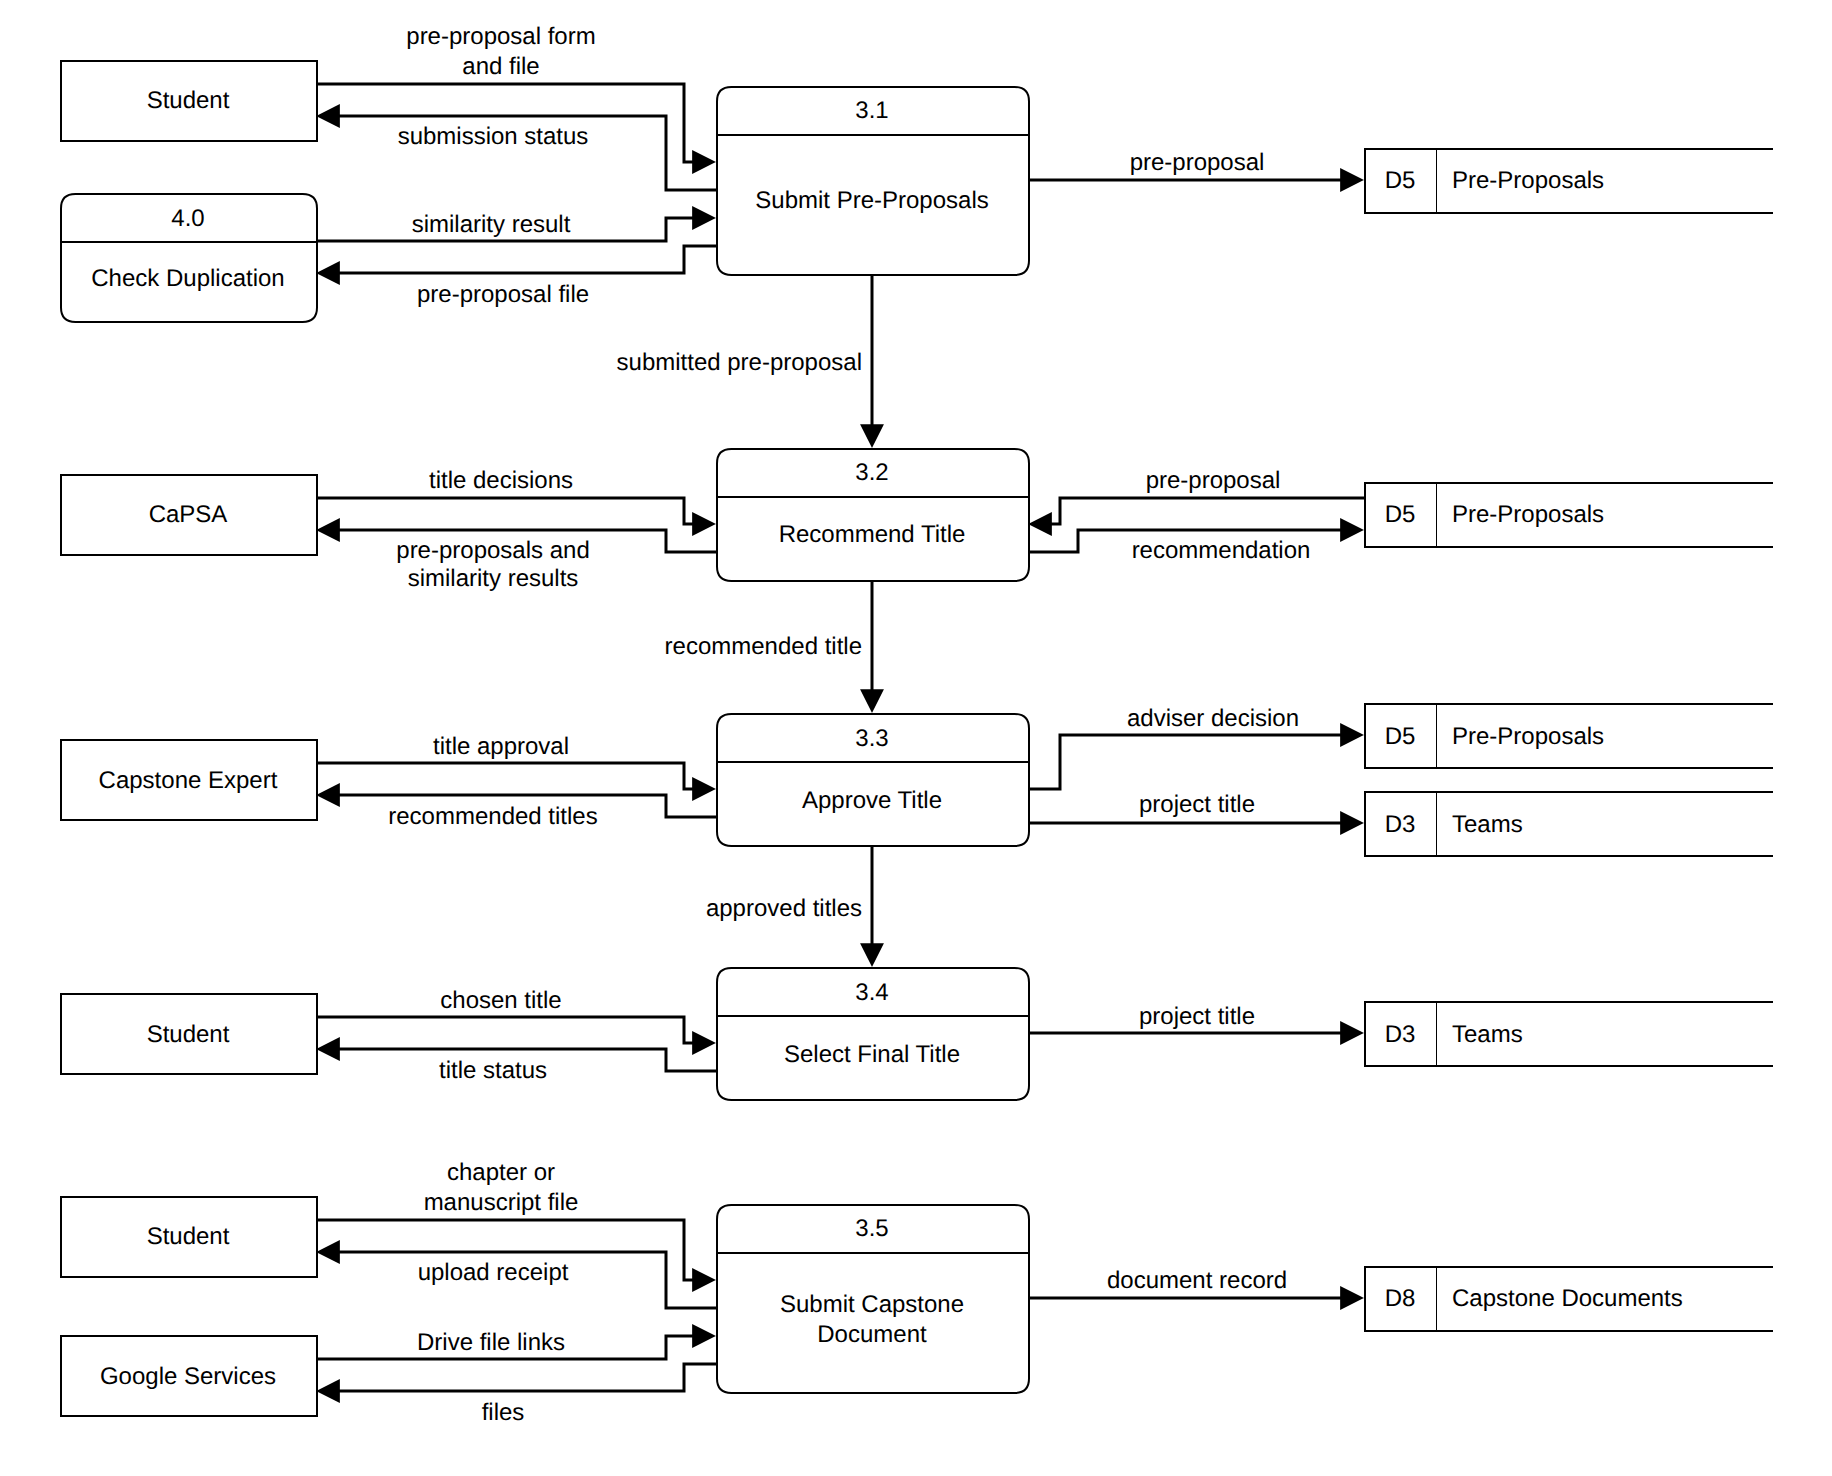 pre-proposal form
and file
Student
submission status
3.1
Submit Pre-Proposals
pre-proposal
D5
Pre-Proposals
4.0
Check Duplication
similarity result
pre-proposal file
submitted pre-proposal
CaPSA
title decisions
pre-proposals and
similarity results
3.2
Recommend Title
pre-proposal
recommendation
D5
Pre-Proposals
recommended title
Capstone Expert
title approval
recommended titles
3.3
Approve Title
adviser decision
D5
Pre-Proposals
project title
D3
Teams
approved titles
Student
chosen title
title status
3.4
Select Final Title
project title
D3
Teams
chapter or
manuscript file
Student
upload receipt
3.5
Submit Capstone
Document
document record
D8
Capstone Documents
Google Services
Drive file links
files